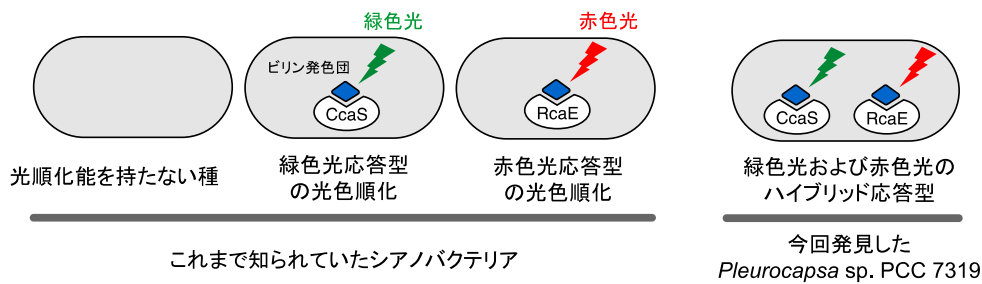 緑色光
赤色光
ビリン発色団
CcaS
RcaE
CcaS
RcaE
光順化能を持たない種
緑色光応答型
の光色順化
赤色光応答型
の光色順化
緑色光および赤色光の
ハイブリッド応答型
これまで知られていたシアノバクテリア
今回発見した
Pleurocapsa sp. PCC 7319